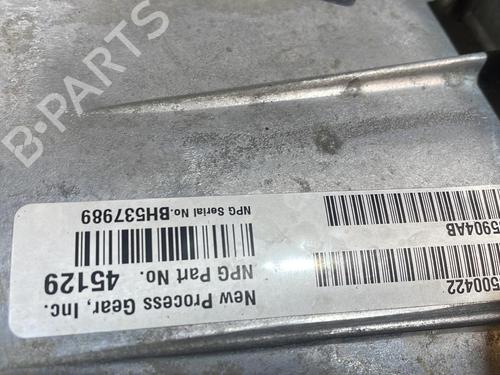 B-PARTS
New Process Gear, Inc.
NPG Part No. 45129
NPG Serial No. BH537989
500422
5904AB